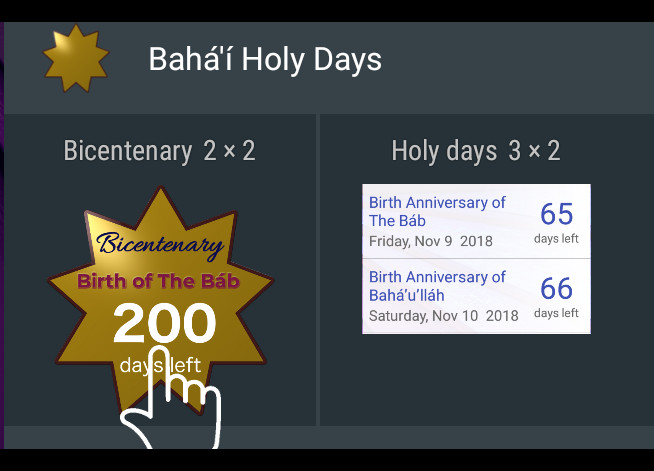 Bahá'í Holy Days
Bicentenary 2 × 2
Bicentenary
Birth of The Báb
200
days left
Holy days 3 × 2
Birth Anniversary of
The Báb
Friday, Nov 9 2018
65
days left
Birth Anniversary of
Bahá’u’lláh
Saturday, Nov 10 2018
66
days left